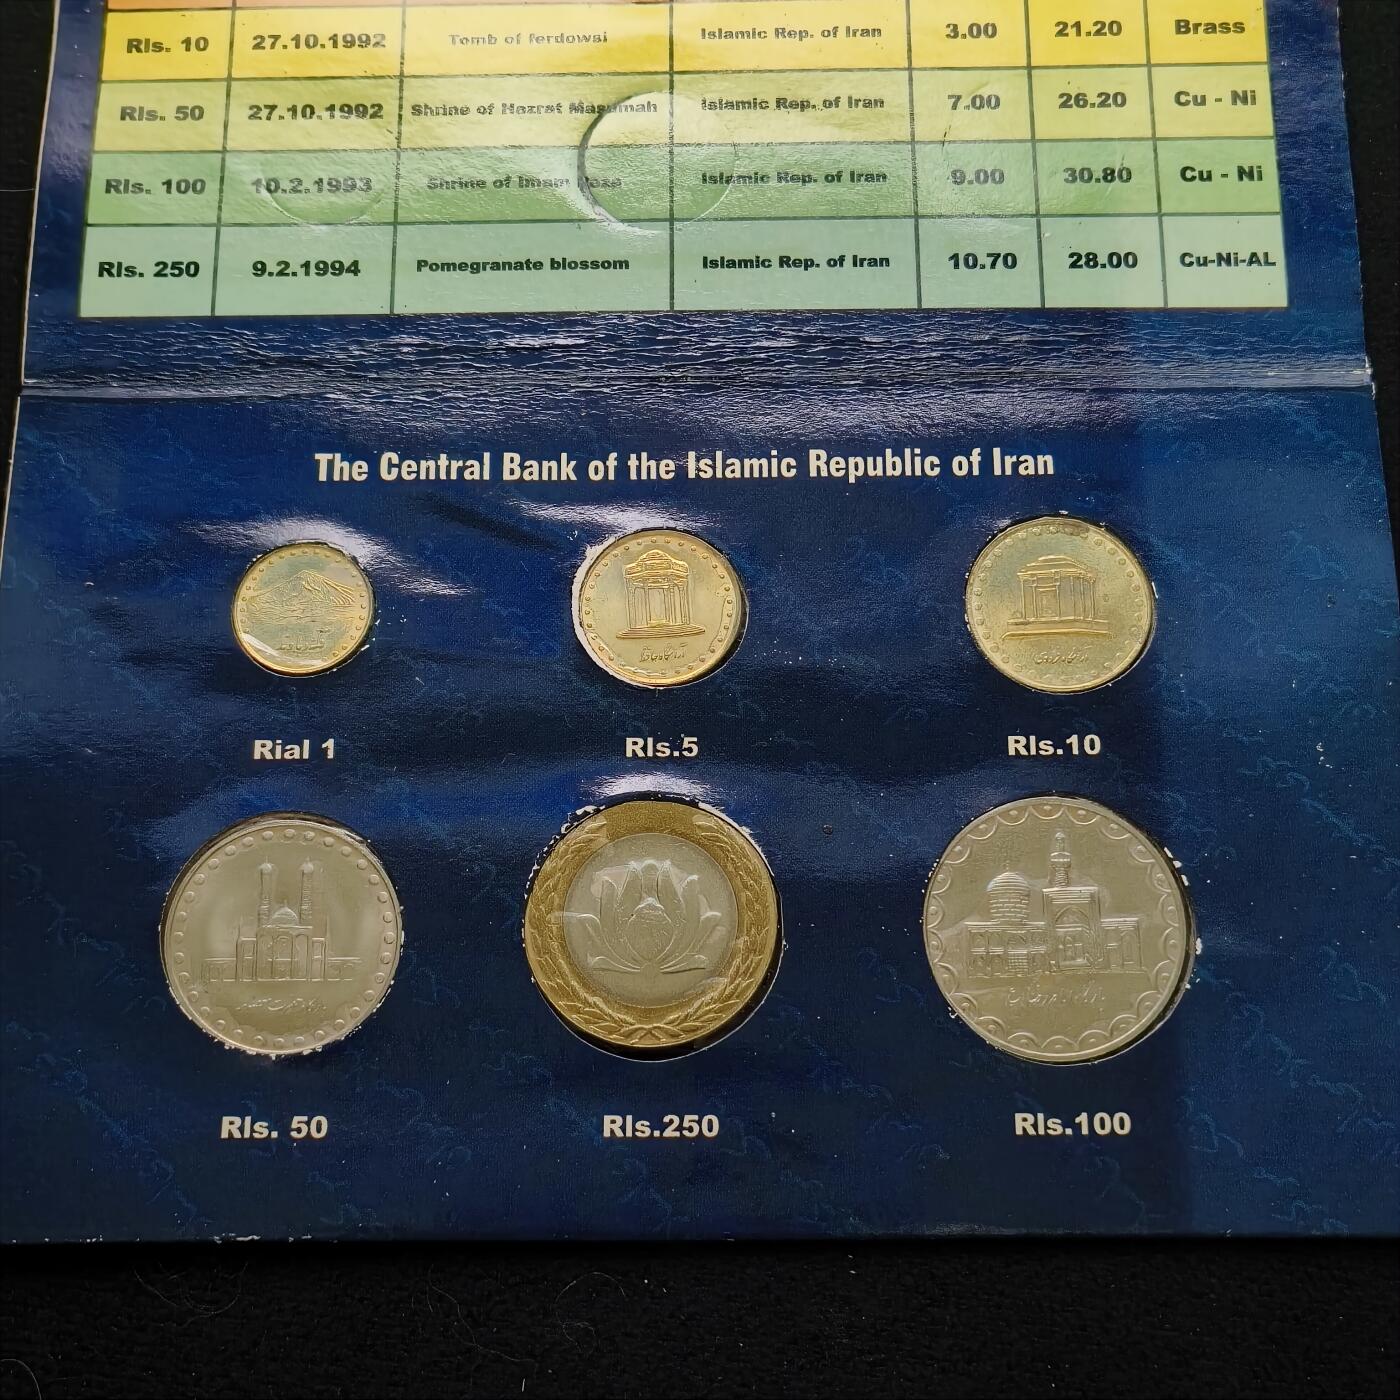 Rls. 10 27.10.1992 Tomb of ferdowsi Islamic Rep. of Iran 3.00 21.20 Brass
Rls. 50 27.10.1992 Shrine of Hazrat Masumah Islamic Rep. of Iran 7.00 26.20 Cu - Ni
Rls. 100 10.2.1993 Shrine of Imam Reza Islamic Rep. of Iran 9.00 30.80 Cu - Ni
Rls. 250 9.2.1994 Pomegranate blossom Islamic Rep. of Iran 10.70 28.00 Cu-Ni-AL
The Central Bank of the Islamic Republic of Iran
Rial 1 Rls.5 Rls.10
Rls. 50 Rls.250 Rls.100